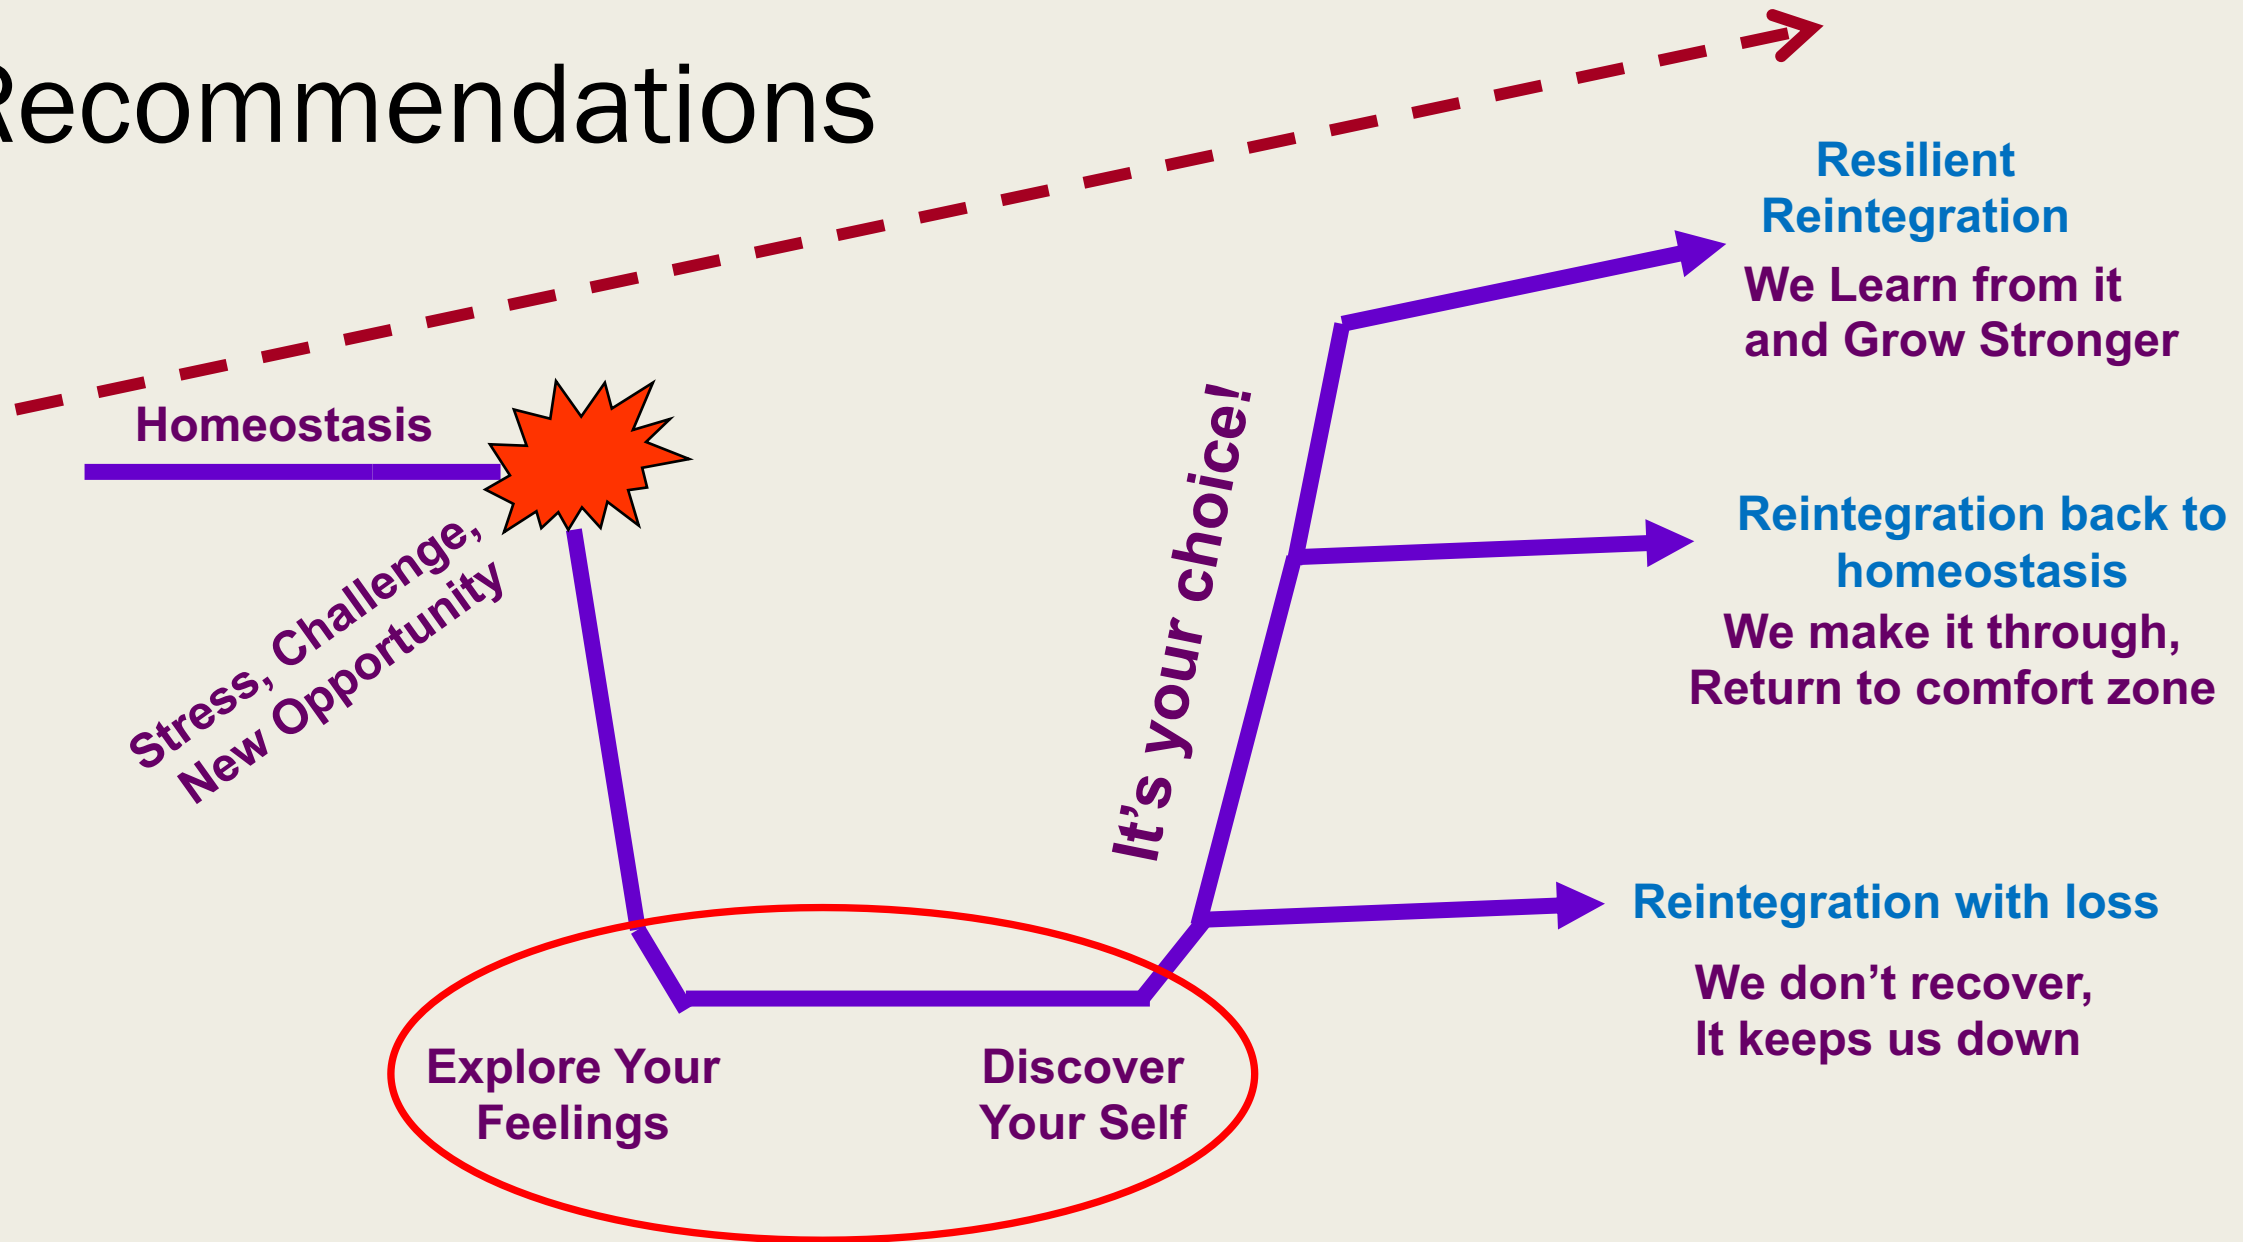 Recommendations
Homeostasis
Stress, Challenge,
New Opportunity
Explore Your
Feelings
Discover
Your Self
It’s your choice!
Resilient
Reintegration
We Learn from it
and Grow Stronger
Reintegration back to
homeostasis
We make it through,
Return to comfort zone
Reintegration with loss
We don’t recover,
It keeps us down